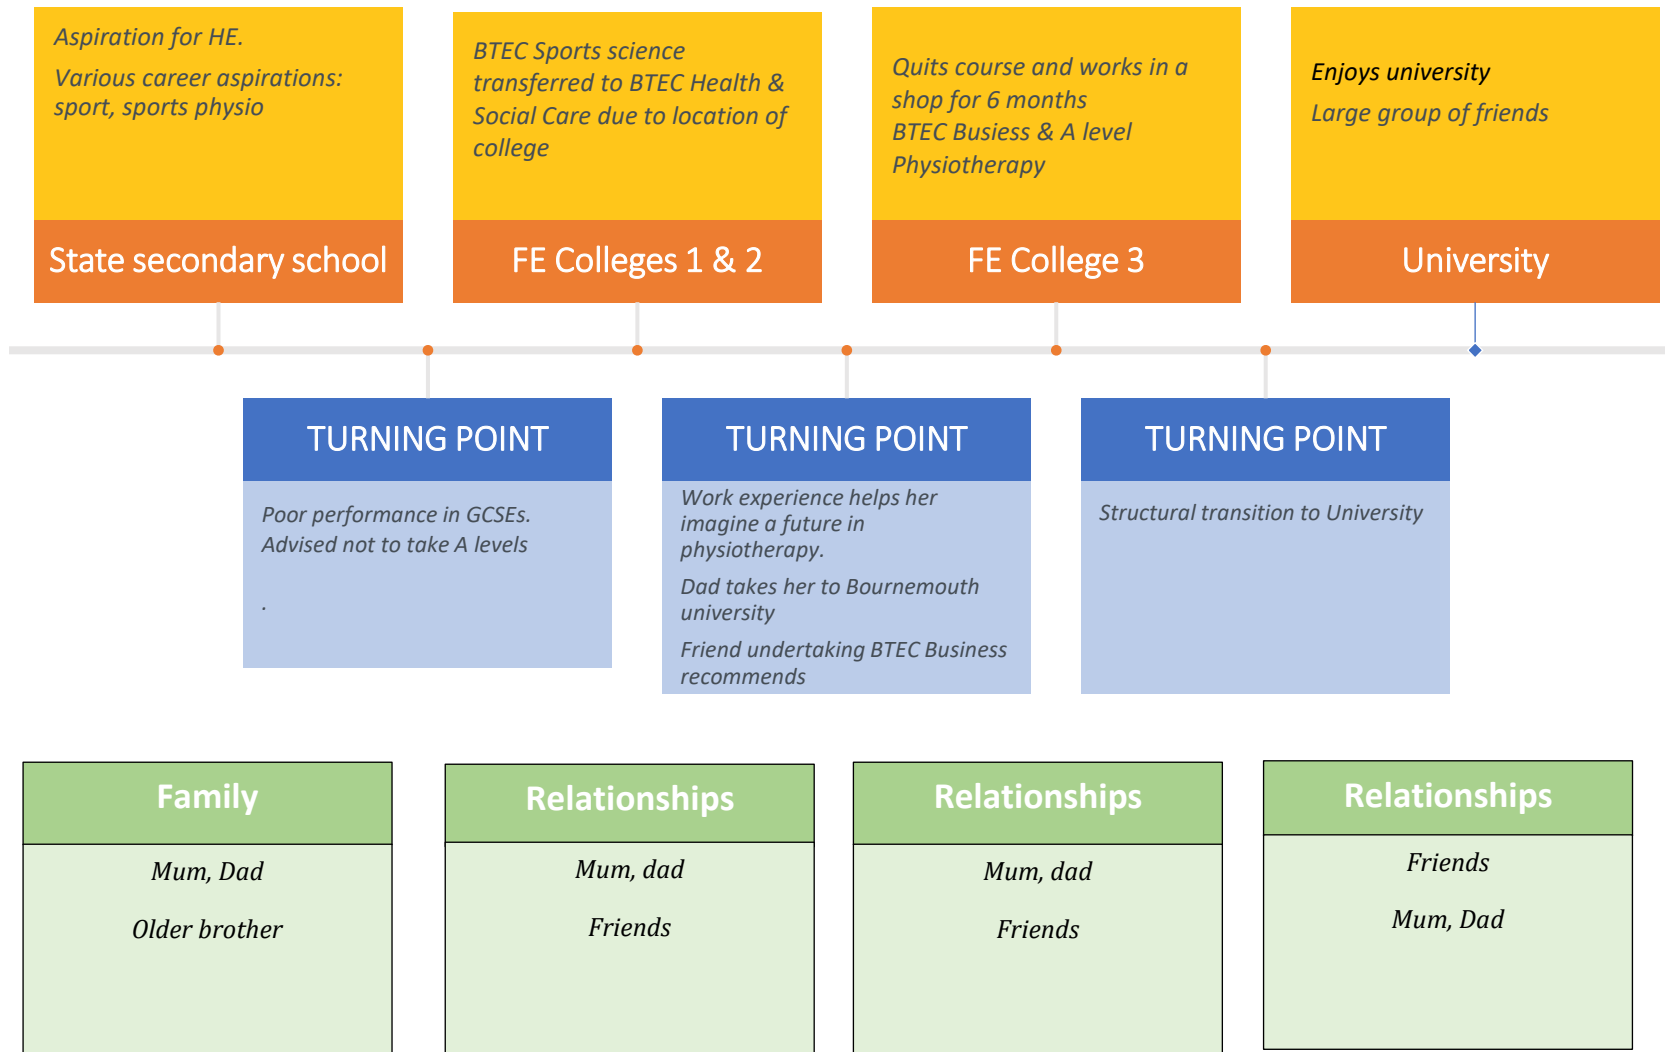 Aspiration for HE.
Various career aspirations:
sport, sports physio
State secondary school
BTEC Sports science
transferred to BTEC Health &
Social Care due to location of
college
FE Colleges 1 & 2
Quits course and works in a
shop for 6 months
BTEC Busiess & A level
Physiotherapy
FE College 3
Enjoys university
Large group of friends
University
TURNING POINT
Poor performance in GCSEs.
Advised not to take A levels
.
TURNING POINT
Work experience helps her
imagine a future in
physiotherapy.
Dad takes her to Bournemouth
university
Friend undertaking BTEC Business
recommends
TURNING POINT
Structural transition to University
Family
Mum, Dad
Older brother
Relationships
Mum, dad
Friends
Relationships
Mum, dad
Friends
Relationships
Friends
Mum, Dad